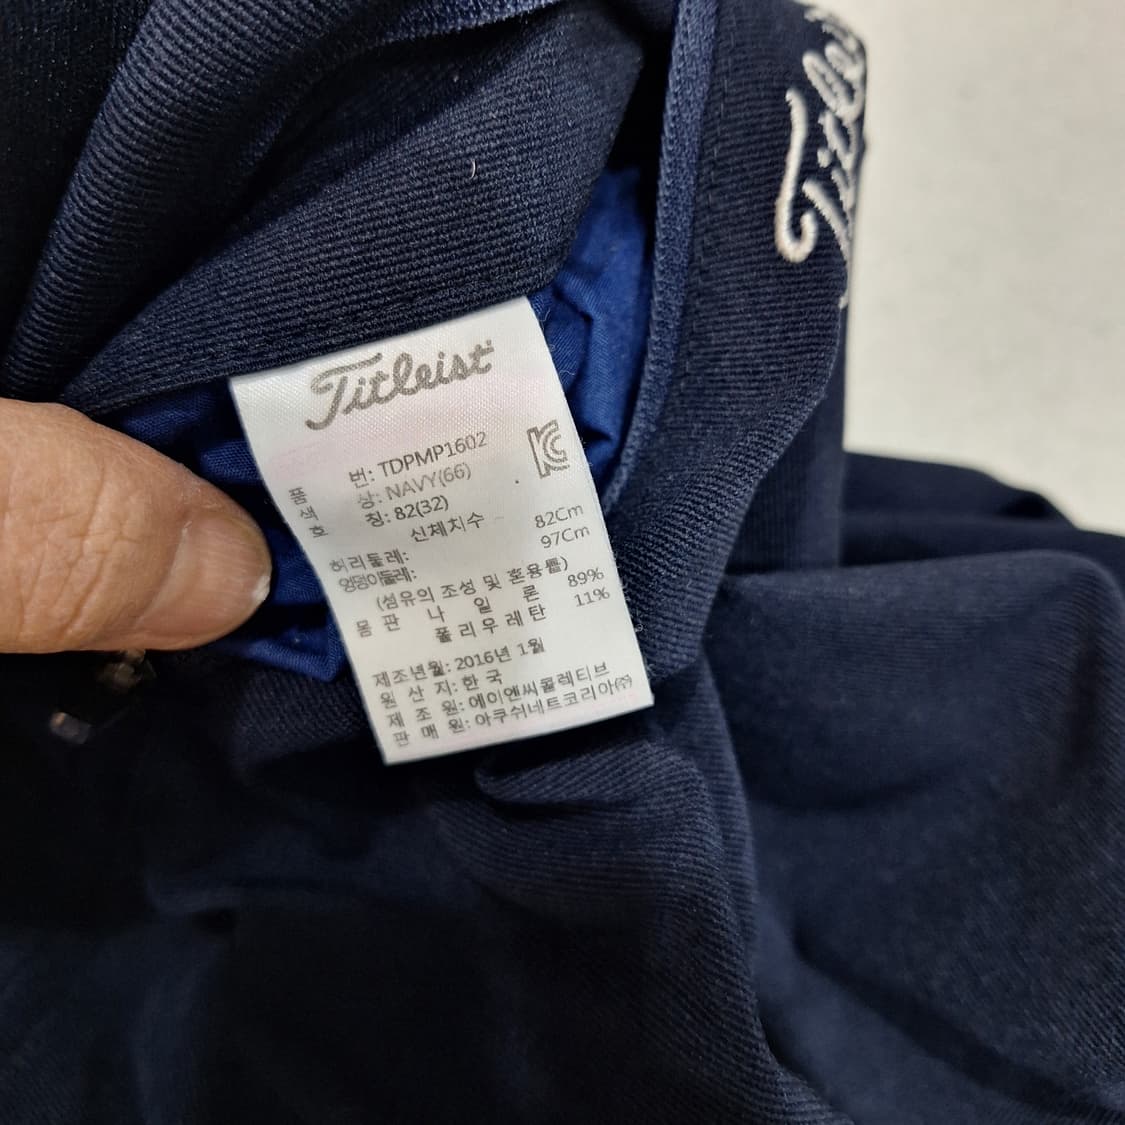 Titleist
Titleist
품 번: TDPMP1602
색 상: NAVY(66)
호 칭: 82(32)
신체치수
허리둘레: 82Cm
엉덩이둘레: 97Cm
(섬유의 조성 및 혼용률)
몸 판 나 일 론 89%
폴 리 우 레 탄 11%
제조년월: 2016년 1월
원 산 지: 한 국
제 조 원: 에이엔씨콜렉티브
판 매 원: 아쿠쉬네트코리아㈜